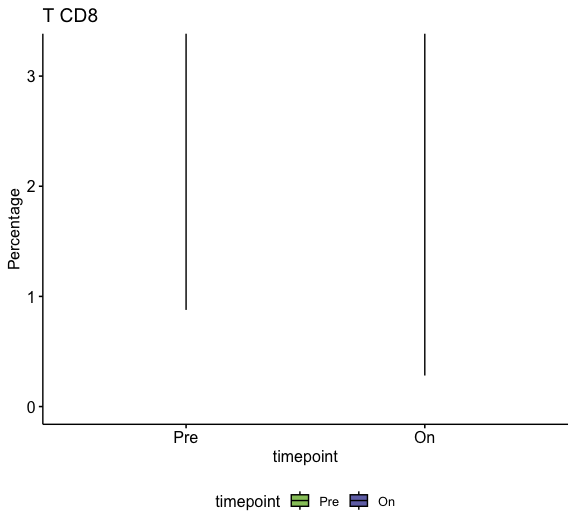 T CD8
Percentage
3
2
1
0
Pre On
timepoint
timepoint Pre On